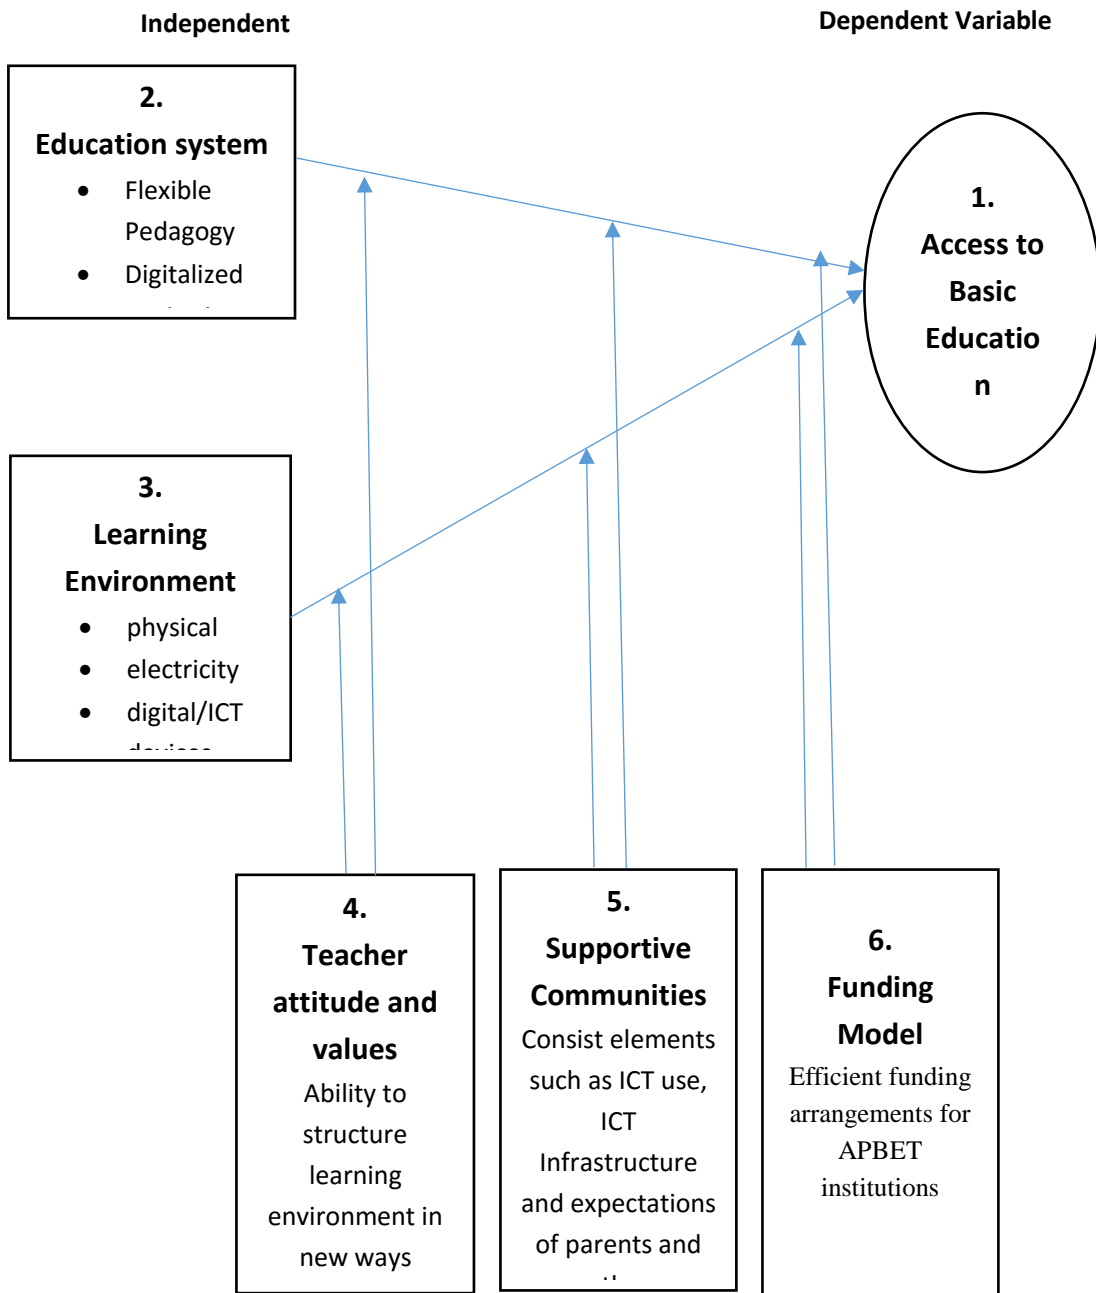 Independent
Dependent Variable
2.
Education system
• Flexible
Pedagogy
• Digitalized
1.
Access to
Basic
Educatio
n
3.
Learning
Environment
• physical
• electricity
• digital/ICT
4.
Teacher
attitude and
values
Ability to
structure
learning
environment in
new ways
5.
Supportive
Communities
Consist elements
such as ICT use,
ICT
Infrastructure
and expectations
of parents and
6.
Funding
Model
Efficient funding
arrangements for
APBET
institutions